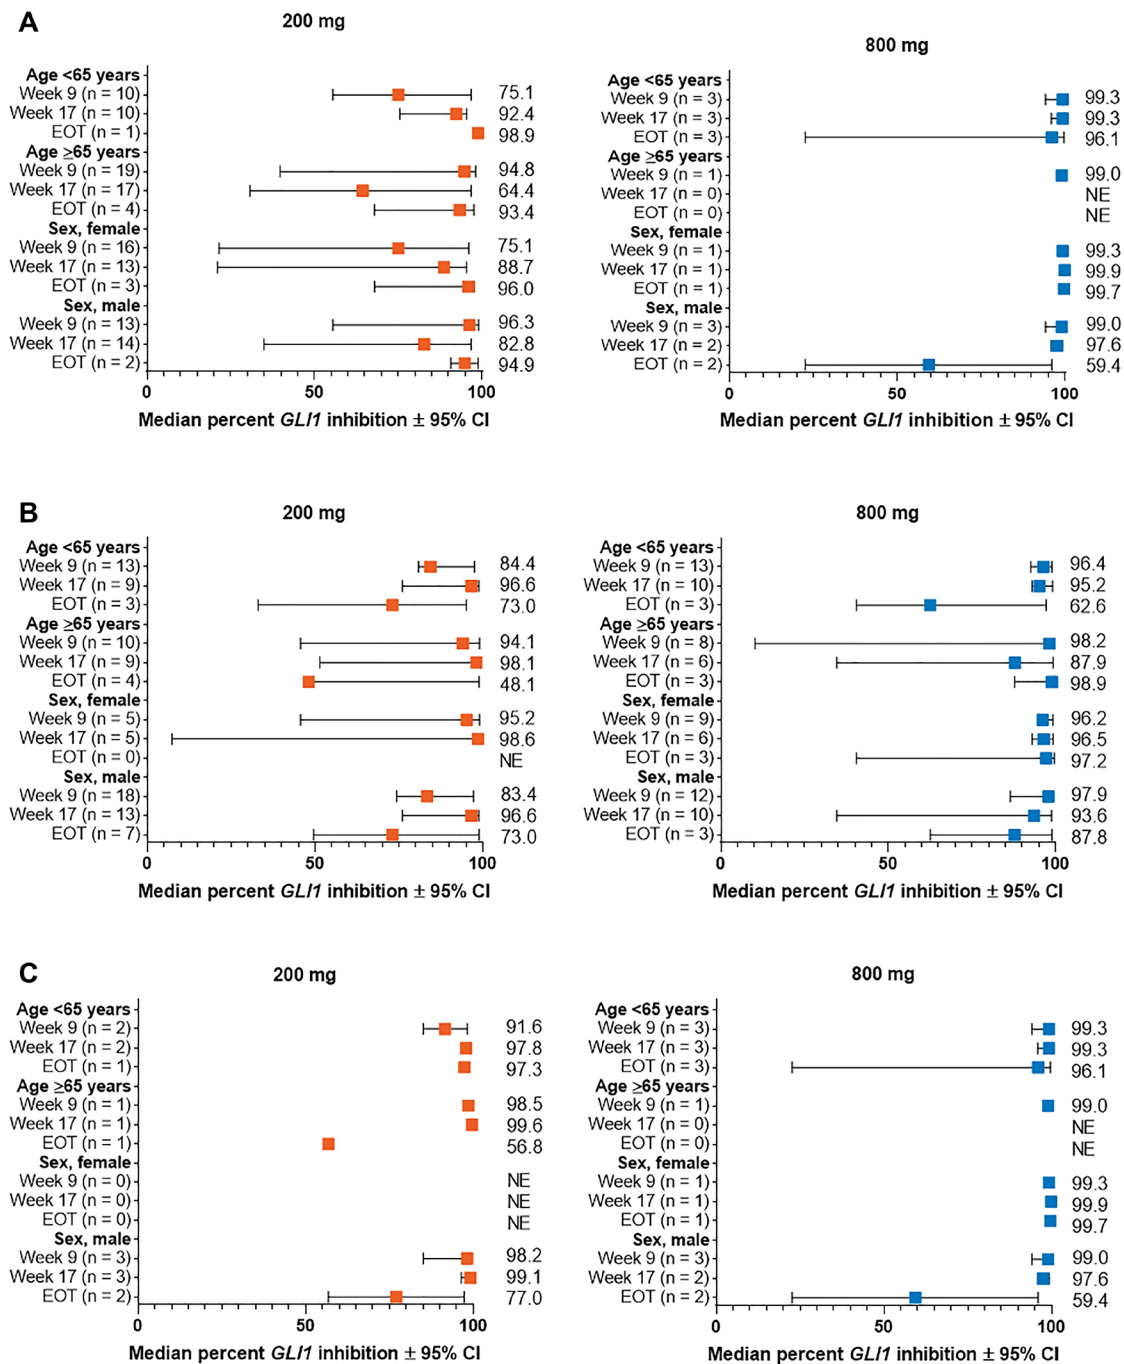 A
200 mg
Age <65 years
Week 9 (n = 10) 75.1
Week 17 (n = 10) 92.4
EOT (n = 1) 98.9
Age ≥65 years
Week 9 (n = 19) 94.8
Week 17 (n = 17) 64.4
EOT (n = 4) 93.4
Sex, female
Week 9 (n = 16) 75.1
Week 17 (n = 13) 88.7
EOT (n = 3) 96.0
Sex, male
Week 9 (n = 13) 96.3
Week 17 (n = 14) 82.8
EOT (n = 2) 94.9
0 50 100
Median percent GLI1 inhibition ± 95% CI
800 mg
Age <65 years
Week 9 (n = 3) 99.3
Week 17 (n = 3) 99.3
EOT (n = 3) 96.1
Age ≥65 years
Week 9 (n = 1) 99.0
Week 17 (n = 0) NE
EOT (n = 0) NE
Sex, female
Week 9 (n = 1) 99.3
Week 17 (n = 1) 99.9
EOT (n = 1) 99.7
Sex, male
Week 9 (n = 3) 99.0
Week 17 (n = 2) 97.6
EOT (n = 2) 59.4
0 50 100
Median percent GLI1 inhibition ± 95% CI
B
200 mg
Age <65 years
Week 9 (n = 13) 84.4
Week 17 (n = 9) 96.6
EOT (n = 3) 73.0
Age ≥65 years
Week 9 (n = 10) 94.1
Week 17 (n = 9) 98.1
EOT (n = 4) 48.1
Sex, female
Week 9 (n = 5) 95.2
Week 17 (n = 5) 98.6
EOT (n = 0) NE
Sex, male
Week 9 (n = 18) 83.4
Week 17 (n = 13) 96.6
EOT (n = 7) 73.0
0 50 100
Median percent GLI1 inhibition ± 95% CI
800 mg
Age <65 years
Week 9 (n = 13) 96.4
Week 17 (n = 10) 95.2
EOT (n = 3) 62.6
Age ≥65 years
Week 9 (n = 8) 98.2
Week 17 (n = 6) 87.9
EOT (n = 3) 98.9
Sex, female
Week 9 (n = 9) 96.2
Week 17 (n = 6) 96.5
EOT (n = 3) 97.2
Sex, male
Week 9 (n = 12) 97.9
Week 17 (n = 10) 93.6
EOT (n = 3) 87.8
0 50 100
Median percent GLI1 inhibition ± 95% CI
C
200 mg
Age <65 years
Week 9 (n = 2) 91.6
Week 17 (n = 2) 97.8
EOT (n = 1) 97.3
Age ≥65 years
Week 9 (n = 1) 98.5
Week 17 (n = 1) 99.6
EOT (n = 1) 56.8
Sex, female
Week 9 (n = 0) NE
Week 17 (n = 0) NE
EOT (n = 0) NE
Sex, male
Week 9 (n = 3) 98.2
Week 17 (n = 3) 99.1
EOT (n = 2) 77.0
0 50 100
Median percent GLI1 inhibition ± 95% CI
800 mg
Age <65 years
Week 9 (n = 3) 99.3
Week 17 (n = 3) 99.3
EOT (n = 3) 96.1
Age ≥65 years
Week 9 (n = 1) 99.0
Week 17 (n = 0) NE
EOT (n = 0) NE
Sex, female
Week 9 (n = 1) 99.3
Week 17 (n = 1) 99.9
EOT (n = 1) 99.7
Sex, male
Week 9 (n = 3) 99.0
Week 17 (n = 2) 97.6
EOT (n = 2) 59.4
0 50 100
Median percent GLI1 inhibition ± 95% CI